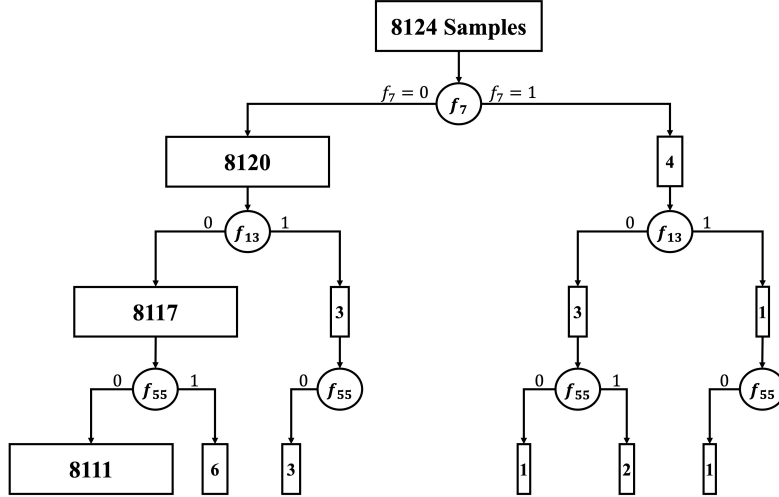 8124 Samples
f₇ = 0 f₇ f₇ = 1
8120 4
0 f₁₃ 1 0 f₁₃ 1
8117 3 3 1
0 f₅₅ 1 0 f₅₅ 0 f₅₅ 1 0 f₅₅
8111 6 3 1 2 1